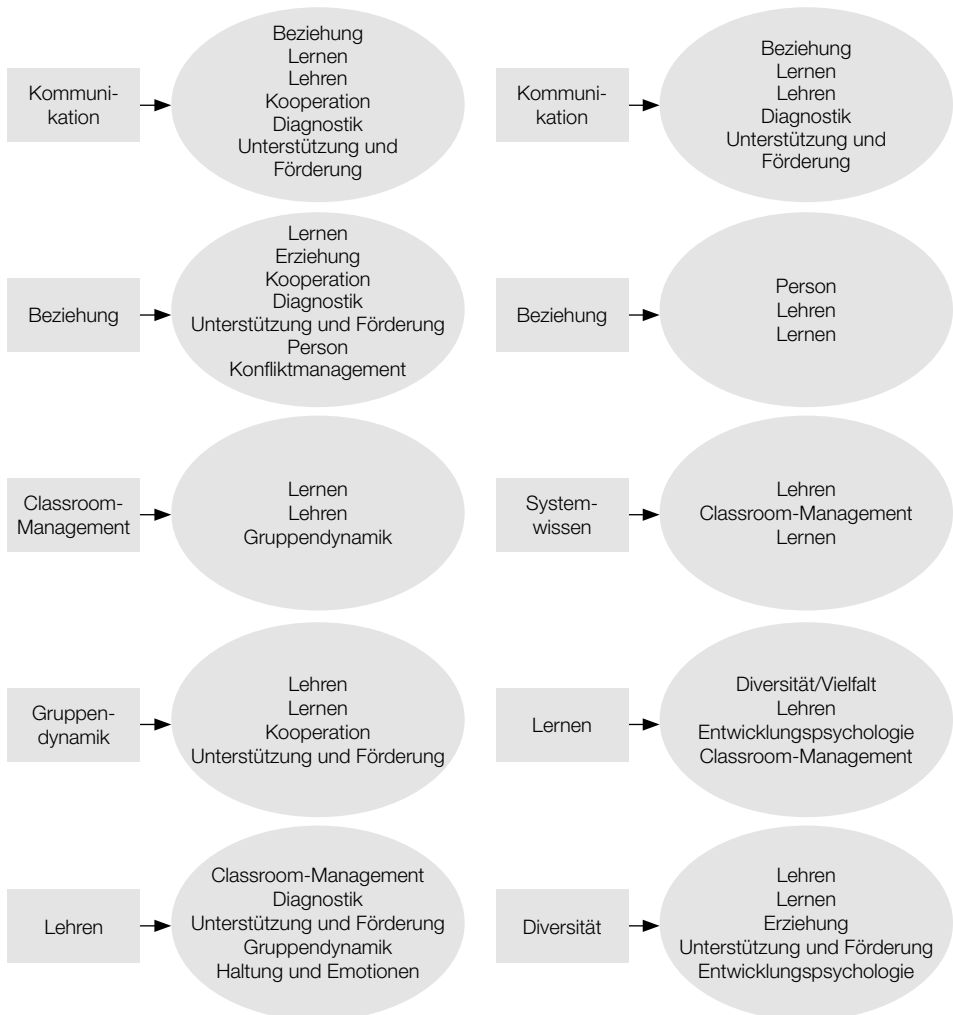 Kommuni-
kation
Beziehung
Lernen
Lehren
Kooperation
Diagnostik
Unterstützung und
Förderung
Kommuni-
kation
Beziehung
Lernen
Lehren
Diagnostik
Unterstützung und
Förderung
Beziehung
Lernen
Erziehung
Kooperation
Diagnostik
Unterstützung und Förderung
Person
Konfliktmanagement
Beziehung
Person
Lehren
Lernen
Classroom-
Management
Lernen
Lehren
Gruppendynamik
System-
wissen
Lehren
Classroom-Management
Lernen
Gruppen-
dynamik
Lehren
Lernen
Kooperation
Unterstützung und Förderung
Lernen
Diversität/Vielfalt
Lehren
Entwicklungspsychologie
Classroom-Management
Lehren
Classroom-Management
Diagnostik
Unterstützung und Förderung
Gruppendynamik
Haltung und Emotionen
Diversität
Lehren
Lernen
Erziehung
Unterstützung und Förderung
Entwicklungspsychologie